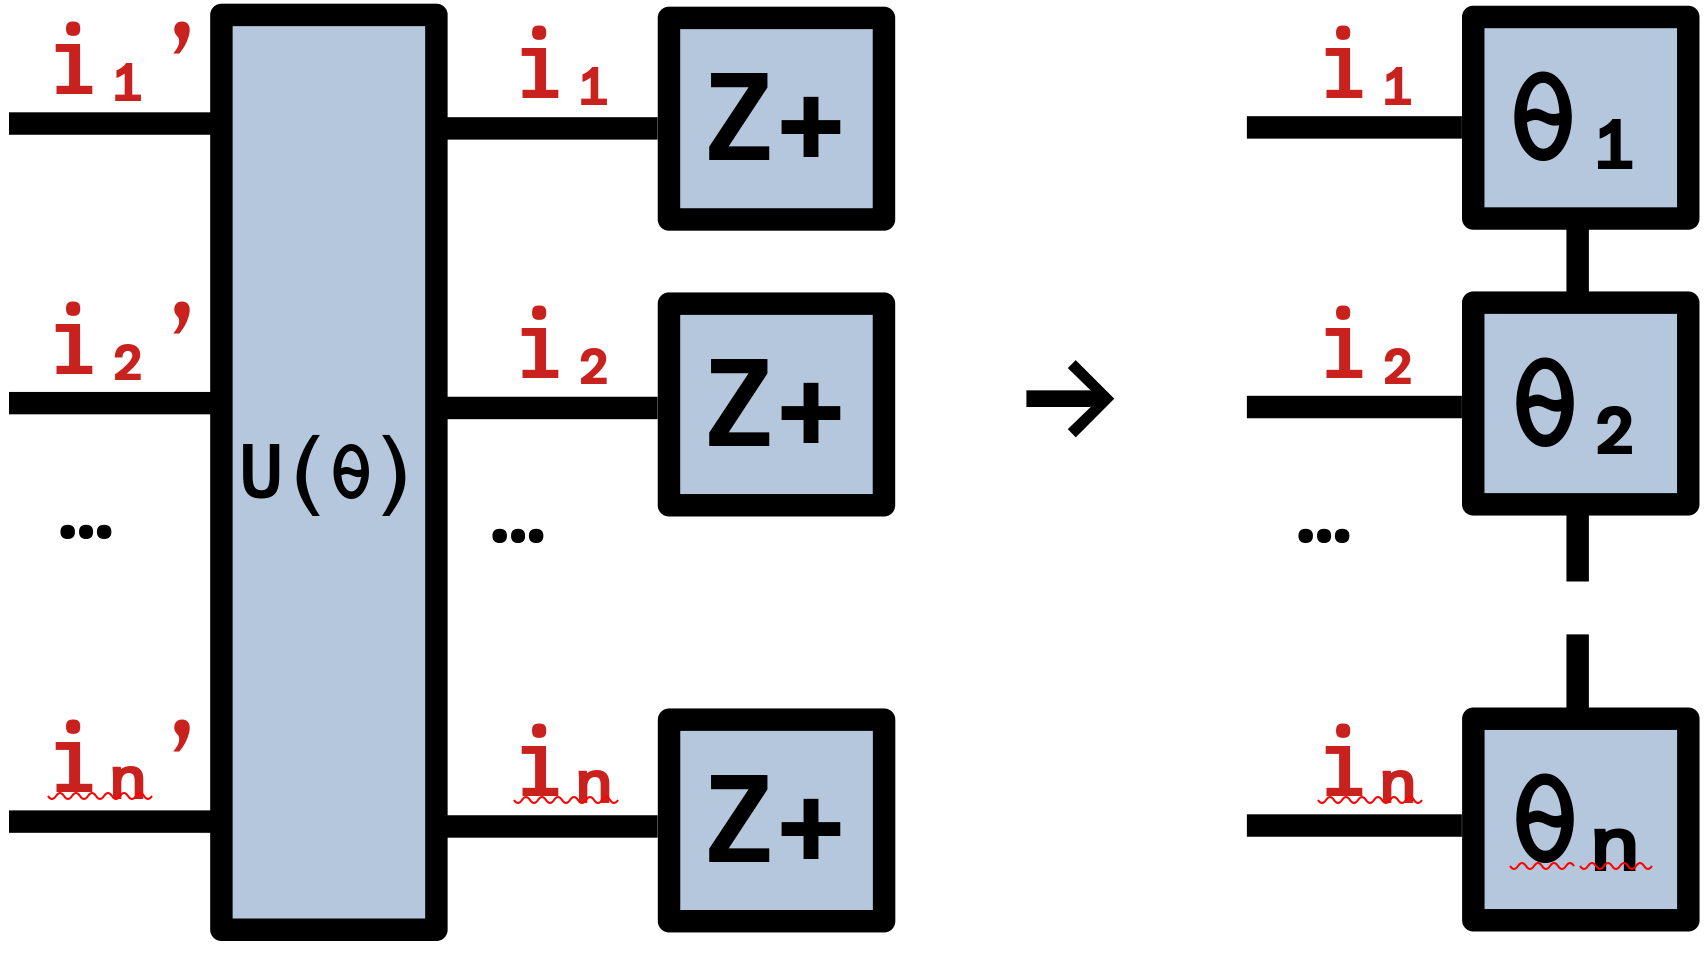 i₁’ i₁ Z+ i₁ θ₁
i₂’ i₂ Z+ → i₂ θ₂
U(θ)
... ... ...
iₙ’ iₙ Z+ iₙ θₙ